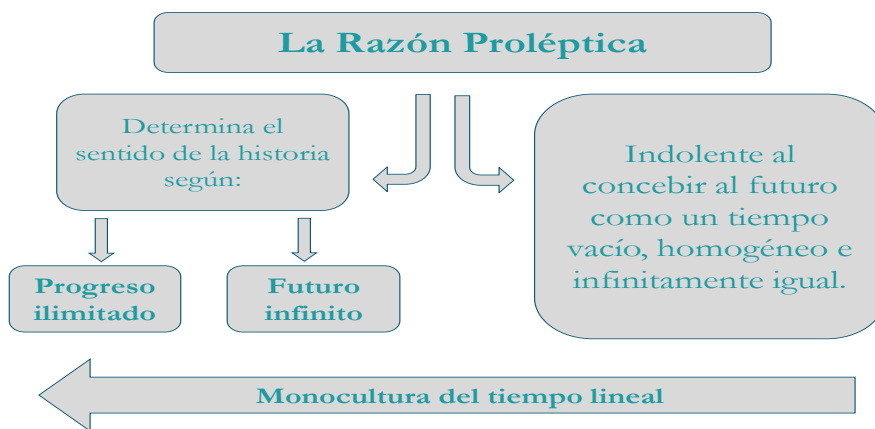 La Razón Proléptica
Determina el
sentido de la historia
según:
Progreso
ilimitado
Futuro
infinito
Indolente al
concebir al futuro
como un tiempo
vacío, homogéneo e
infinitamente igual.
Monocultura del tiempo lineal